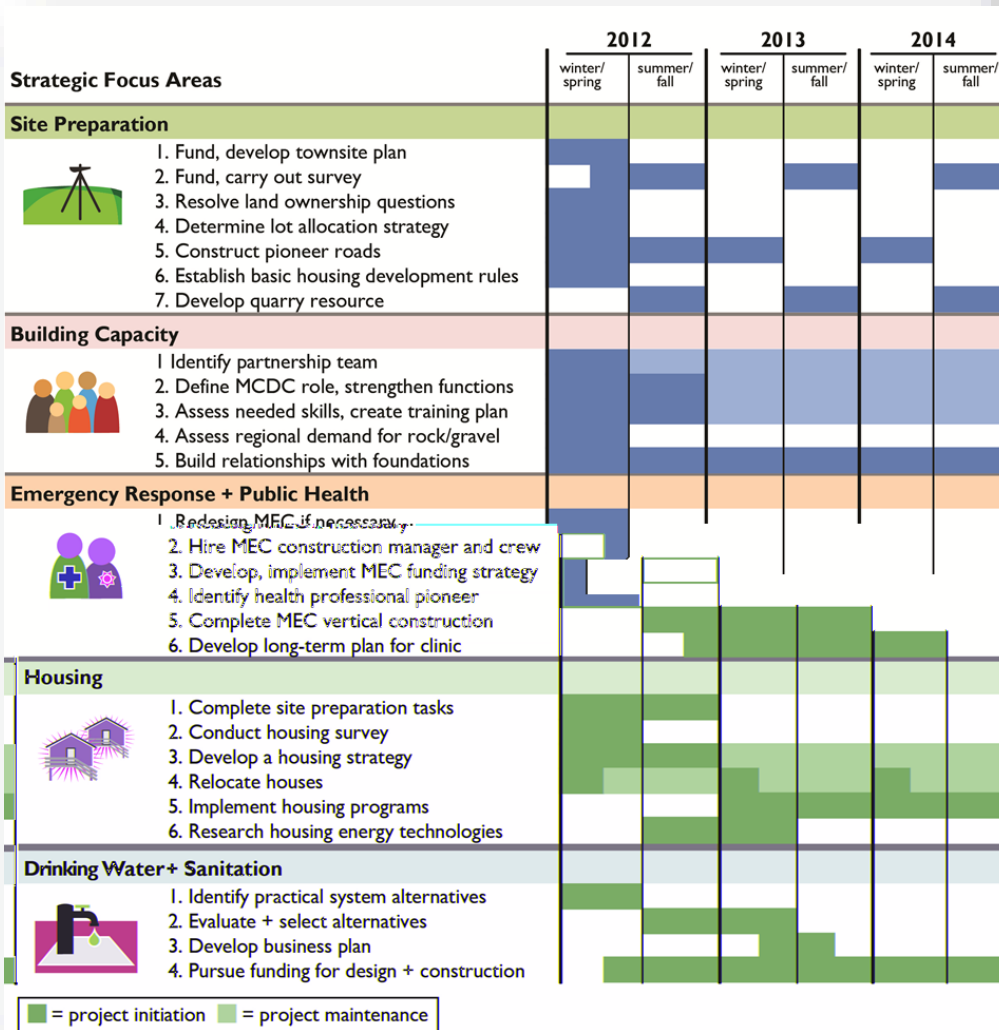 2012 2013 2014
Strategic Focus Areas
winter/ spring
summer/ fall
winter/ spring
summer/ fall
winter/ spring
summer/ fall
Site Preparation
1. Fund, develop townsite plan
2. Fund, carry out survey
3. Resolve land ownership questions
4. Determine lot allocation strategy
5. Construct pioneer roads
6. Establish basic housing development rules
7. Develop quarry resource
Building Capacity
1 Identify partnership team
2. Define MCDC role, strengthen functions
3. Assess needed skills, create training plan
4. Assess regional demand for rock/gravel
5. Build relationships with foundations
Emergency Response + Public Health
1. Redesign MEC if necessary
2. Hire MEC construction manager and crew
3. Develop, implement MEC funding strategy
4. Identify health professional pioneer
5. Complete MEC vertical construction
6. Develop long-term plan for clinic
Housing
1. Complete site preparation tasks
2. Conduct housing survey
3. Develop a housing strategy
4. Relocate houses
5. Implement housing programs
6. Research housing energy technologies
Drinking Water+ Sanitation
1. Identify practical system alternatives
2. Evaluate + select alternatives
3. Develop business plan
4. Pursue funding for design + construction
= project initiation = project maintenance